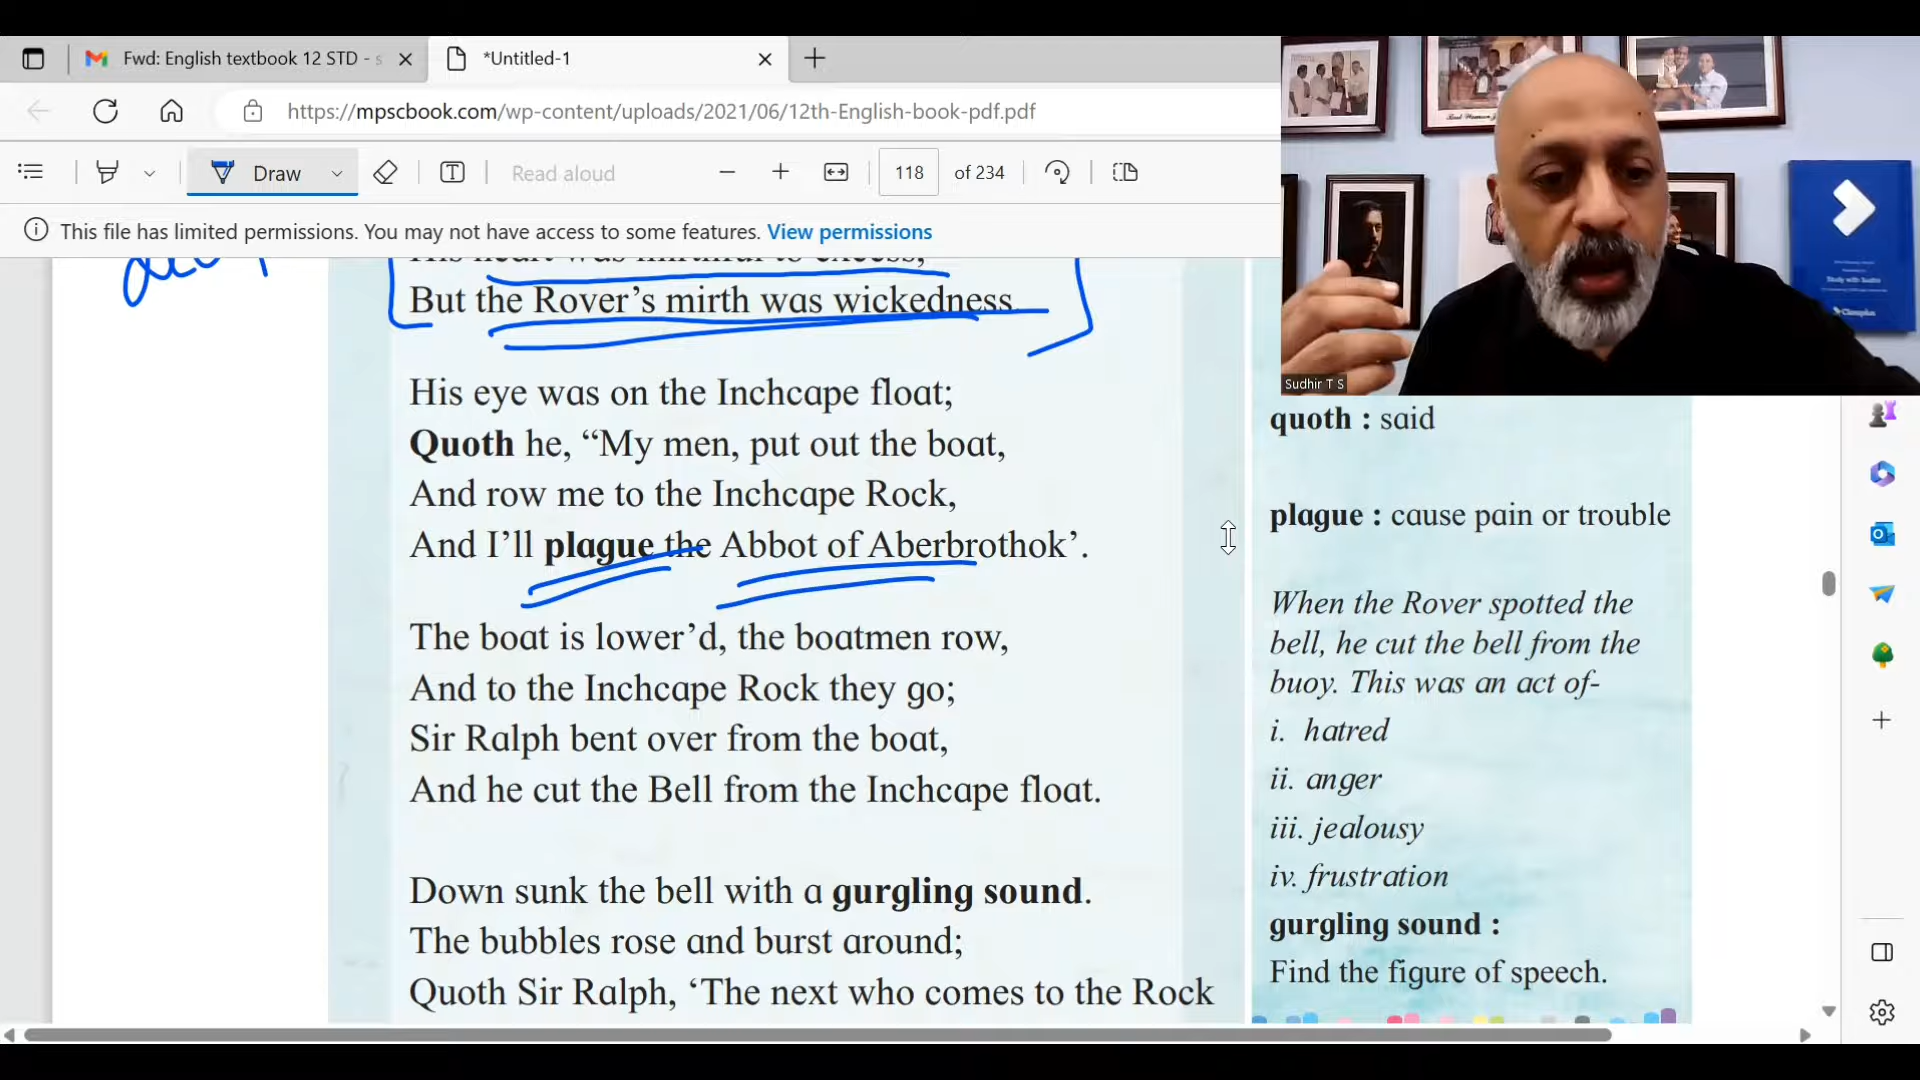 Fwd: English textbook 12 STD - s
*Untitled-1
https://mpscbook.com/wp-content/uploads/2021/06/12th-English-book-pdf.pdf
Draw
Read aloud
118 of 234
This file has limited permissions. You may not have access to some features. View permissions
His heart was mirthful to excess,
But the Rover’s mirth was wickedness.
His eye was on the Inchcape float;
Quoth he, “My men, put out the boat,
And row me to the Inchcape Rock,
And I’ll plague the Abbot of Aberbrothok’.
The boat is lower’d, the boatmen row,
And to the Inchcape Rock they go;
Sir Ralph bent over from the boat,
And he cut the Bell from the Inchcape float.
Down sunk the bell with a gurgling sound.
The bubbles rose and burst around;
Quoth Sir Ralph, ‘The next who comes to the Rock
Sudhir T S
quoth : said
plague : cause pain or trouble
When the Rover spotted the
bell, he cut the bell from the
buoy. This was an act of-
i. hatred
ii. anger
iii. jealousy
iv. frustration
gurgling sound :
Find the figure of speech.